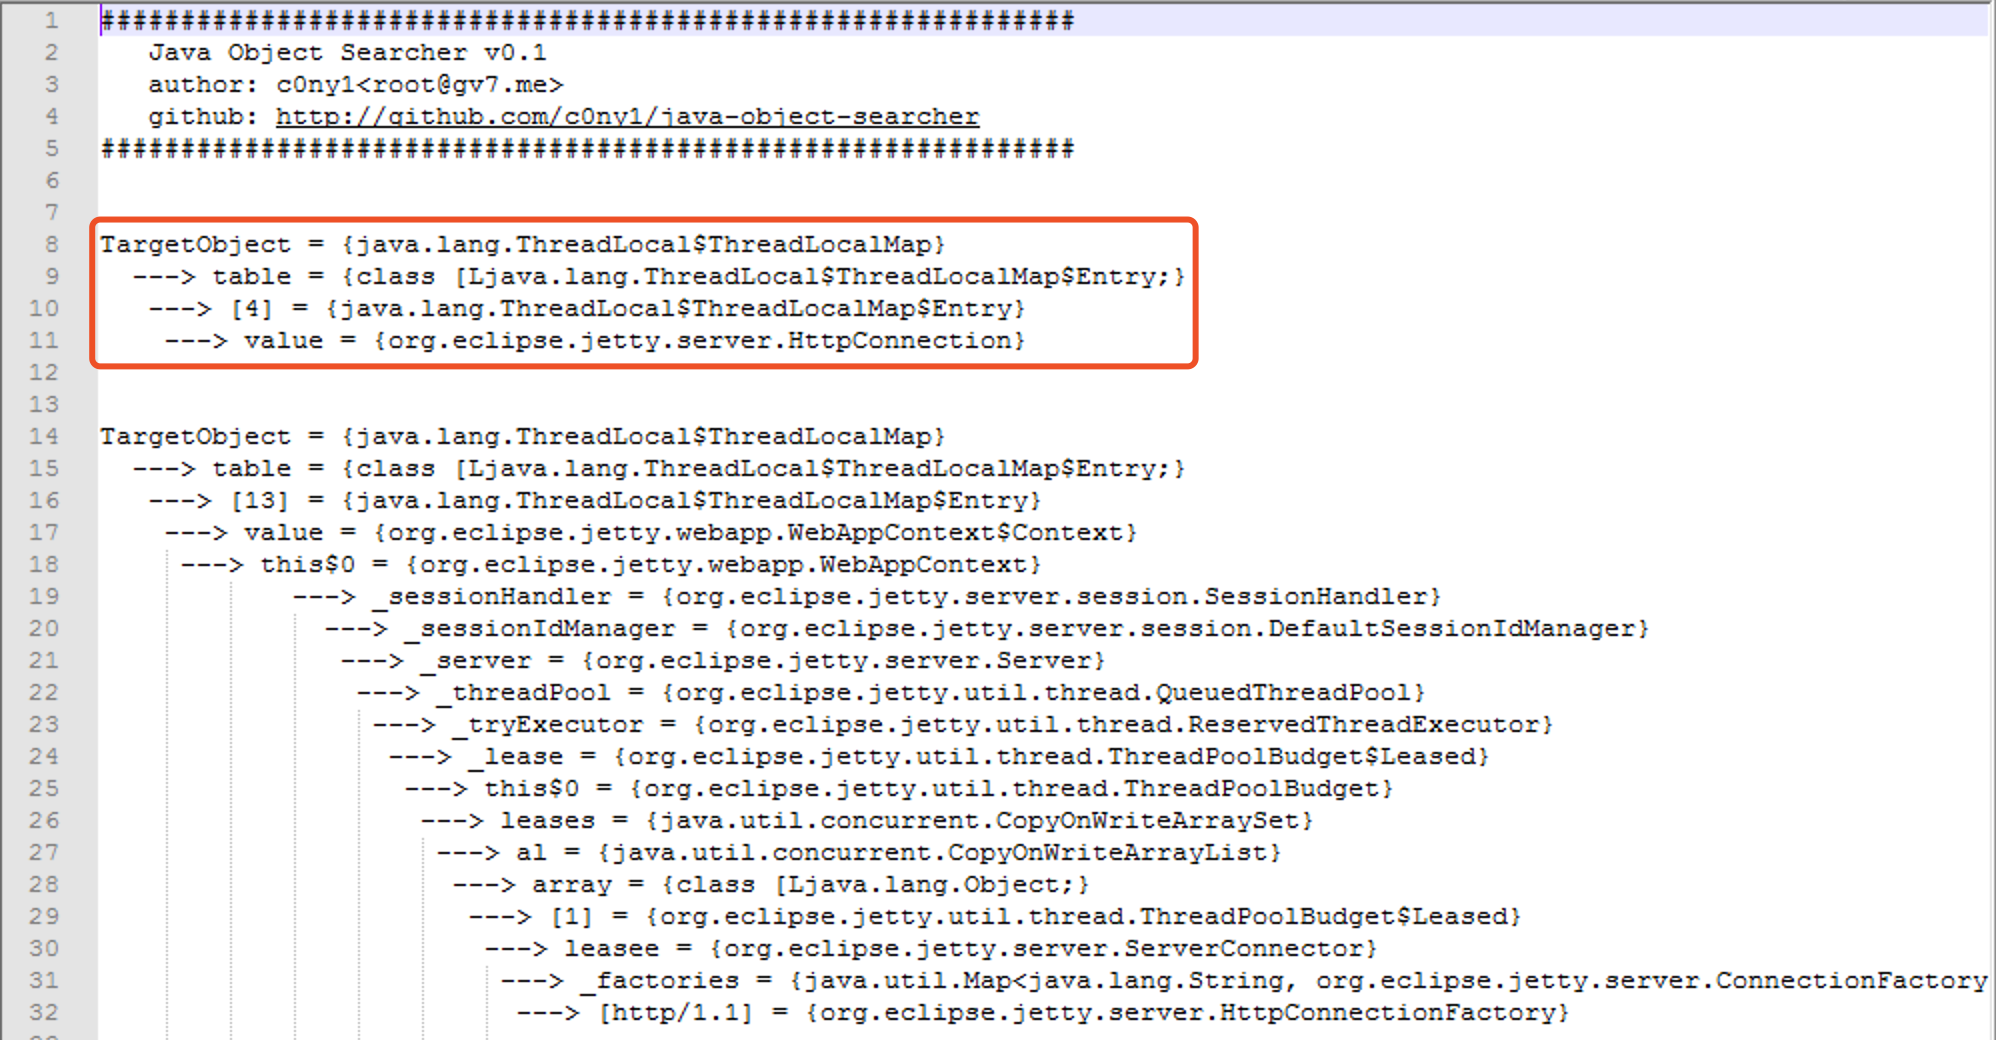 1 #############################################################
2 Java Object Searcher v0.1
3 author: c0ny1<root@gv7.me>
4 github: http://github.com/c0ny1/java-object-searcher
5 #############################################################
6
7
8 TargetObject = {java.lang.ThreadLocal$ThreadLocalMap}
9 ---> table = {class [Ljava.lang.ThreadLocal$ThreadLocalMap$Entry;}
10 ---> [4] = {java.lang.ThreadLocal$ThreadLocalMap$Entry}
11 ---> value = {org.eclipse.jetty.server.HttpConnection}
12
13
14 TargetObject = {java.lang.ThreadLocal$ThreadLocalMap}
15 ---> table = {class [Ljava.lang.ThreadLocal$ThreadLocalMap$Entry;}
16 ---> [13] = {java.lang.ThreadLocal$ThreadLocalMap$Entry}
17 ---> value = {org.eclipse.jetty.webapp.WebAppContext$Context}
18 ---> this$0 = {org.eclipse.jetty.webapp.WebAppContext}
19 ---> _sessionHandler = {org.eclipse.jetty.server.session.SessionHandler}
20 ---> _sessionIdManager = {org.eclipse.jetty.server.session.DefaultSessionIdManager}
21 ---> _server = {org.eclipse.jetty.server.Server}
22 ---> _threadPool = {org.eclipse.jetty.util.thread.QueuedThreadPool}
23 ---> _tryExecutor = {org.eclipse.jetty.util.thread.ReservedThreadExecutor}
24 ---> _lease = {org.eclipse.jetty.util.thread.ThreadPoolBudget$Leased}
25 ---> this$0 = {org.eclipse.jetty.util.thread.ThreadPoolBudget}
26 ---> leases = {java.util.concurrent.CopyOnWriteArraySet}
27 ---> al = {java.util.concurrent.CopyOnWriteArrayList}
28 ---> array = {class [Ljava.lang.Object;}
29 ---> [1] = {org.eclipse.jetty.util.thread.ThreadPoolBudget$Leased}
30 ---> leasee = {org.eclipse.jetty.server.ServerConnector}
31 ---> _factories = {java.util.Map<java.lang.String, org.eclipse.jetty.server.ConnectionFactory
32 ---> [http/1.1] = {org.eclipse.jetty.server.HttpConnectionFactory}